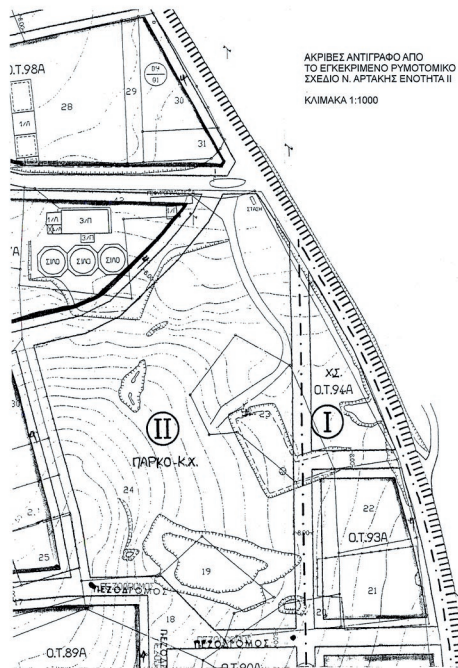 ΑΚΡΙΒΕΣ ΑΝΤΙΓΡΑΦΟ ΑΠΟ
ΤΟ ΕΓΚΕΚΡΙΜΕΝΟ ΡΥΜΟΤΟΜΙΚΟ
ΣΧΕΔΙΟ Ν. ΑΡΤΑΚΗΣ ΕΝΟΤΗΤΑ ΙΙ
ΚΛΙΜΑΚΑ 1:1000
Ο.Τ.98Α
28
29
30
31
1/Π
ΣΤΑΣΗ
3/Π
ΣΙΛΟ
ΣΙΛΟ
ΣΙΛΟ
Χ.Σ.
Ο.Τ.94Α
Ι
ΙΙ
23
ΠΑΡΚΟ-Κ.Χ.
24
22
Ο.Τ.93Α
21
25
19
18
ΠΕΖΟΔΡΟΜΟΣ
ΠΕΖΟΔΡΟΜΟΣ
Ο.Τ.89Α
Ο.Τ.90Α